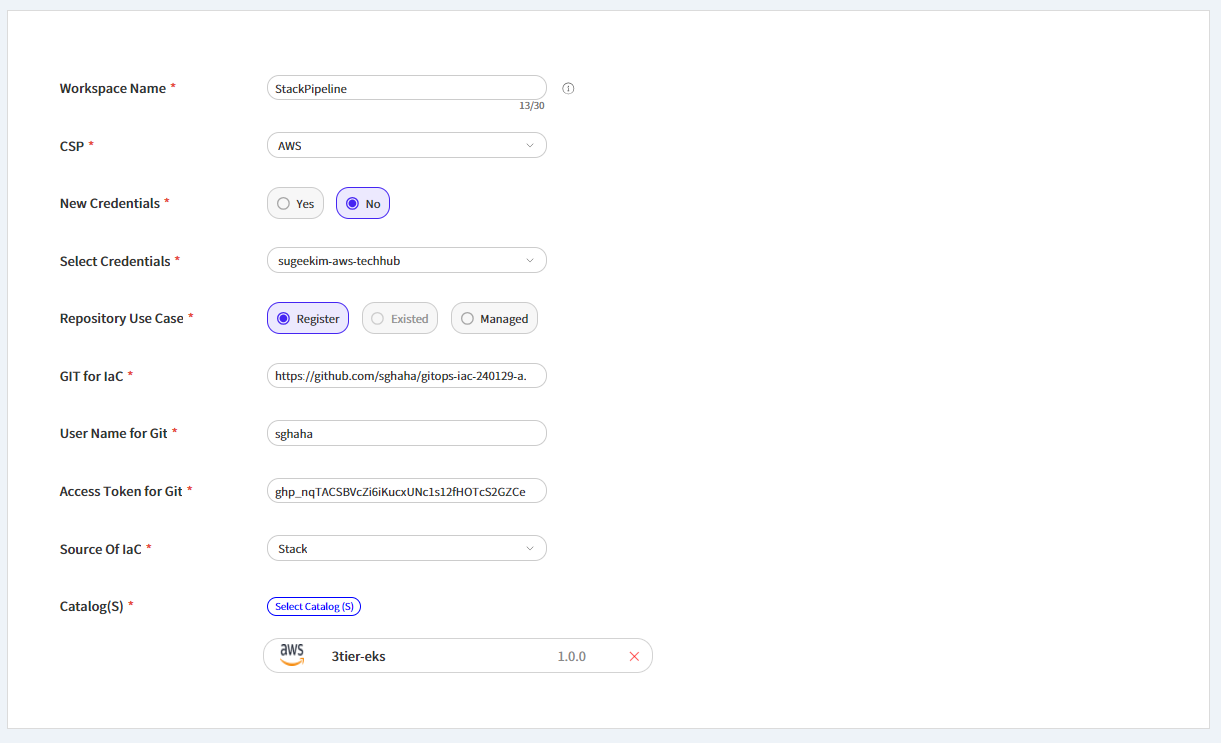 Workspace Name *
StackPipeline
13/30
CSP *
AWS
New Credentials *
Yes
No
Select Credentials *
sugeekim-aws-techhub
Repository Use Case *
Register
Existed
Managed
GIT for IaC *
https://github.com/sghaha/gitops-iac-240129-a.
User Name for Git *
sghaha
Access Token for Git *
ghp_nqTACSBVcZi6iKucxUNc1s12fHOTcS2GZCe
Source Of IaC *
Stack
Catalog(S) *
Select Catalog (S)
aws
3tier-eks
1.0.0